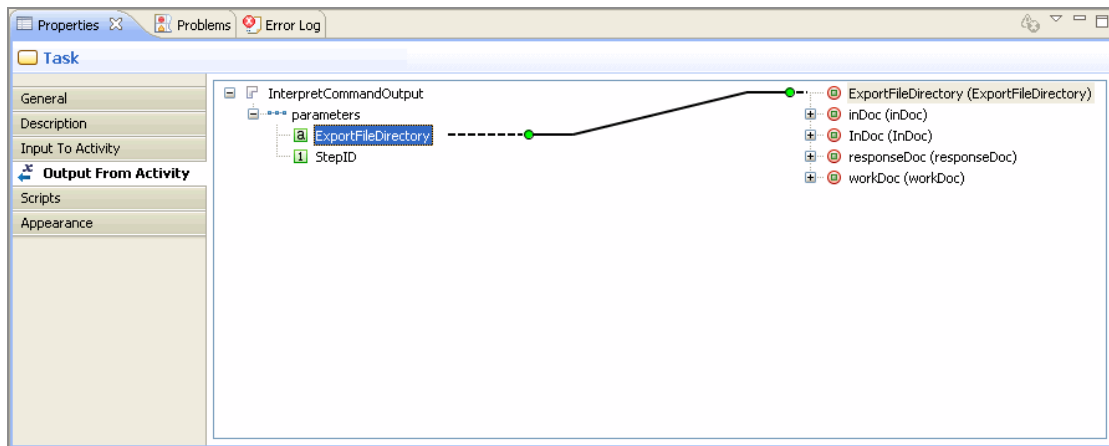 Properties Problems Error Log
Task
General
Description
Input To Activity
Output From Activity
Scripts
Appearance
InterpretCommandOutput
parameters
a ExportFileDirectory
1 StepID
ExportFileDirectory (ExportFileDirectory)
inDoc (inDoc)
InDoc (InDoc)
responseDoc (responseDoc)
workDoc (workDoc)